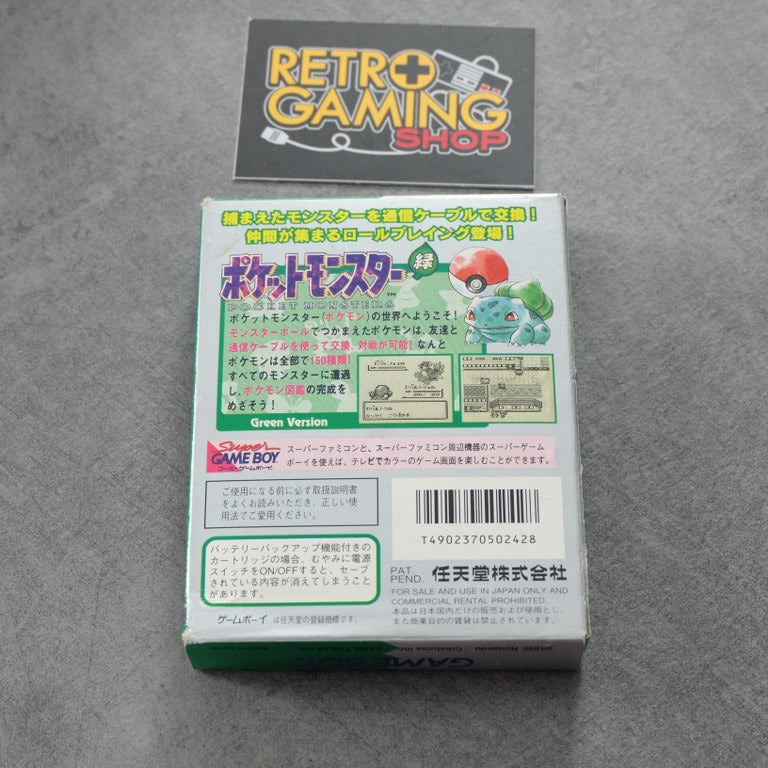 RETRO
GAMING
SHOP
捕まえたモンスターを通信ケーブルで交換！
仲間が集まるロールプレイング登場！
ポケットモンスター 緑
TM
POCKET MONSTERS
ポケットモンスター(ポケモン)の世界へようこそ！
モンスターボールでつかまえたポケモンは、友達と
通信ケーブルを使って交換、対戦が可能！なんと
ポケモンは全部で150種類！
すべてのモンスターに遭遇
し、ポケモン図鑑の完成を
めざそう！
Green Version
Super
GAME BOY
スーパーゲームボーイ
スーパーファミコンと、スーパーファミコン周辺機器のスーパーゲーム
ボーイを使えば、テレビでカラーのゲーム画面を楽しむことができます。
ご使用になる前に必ず取扱説明書
をよくお読みいただき、正しい使
用法でご愛用ください。
T4902370502428
バッテリーバックアップ機能付きの
カートリッジの場合、むやみに電源
スイッチをON/OFFすると、セーブ
されている内容が消えてしまうこと
があります。
PAT.
PEND.
任天堂株式会社
FOR SALE AND USE IN JAPAN ONLY AND
COMMERCIAL RENTAL PROHIBITED.
本品は日本国内だけの販売および使用とし、
また商業目的の賃貸は禁止されています。
ゲームボーイ は任天堂の登録商標です。
MADE IN JAPAN
GAME BOY
©1995 Nintendo / Creatures inc. / GAME FREAK inc.